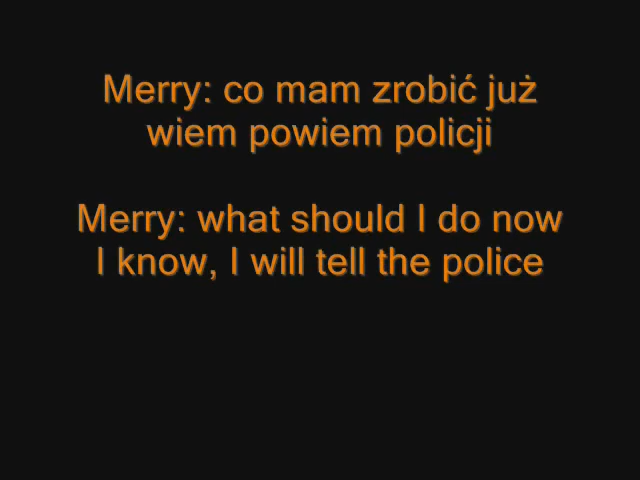 Merry: co mam zrobić już
wiem powiem policji
Merry: what should I do now
I know, I will tell the police